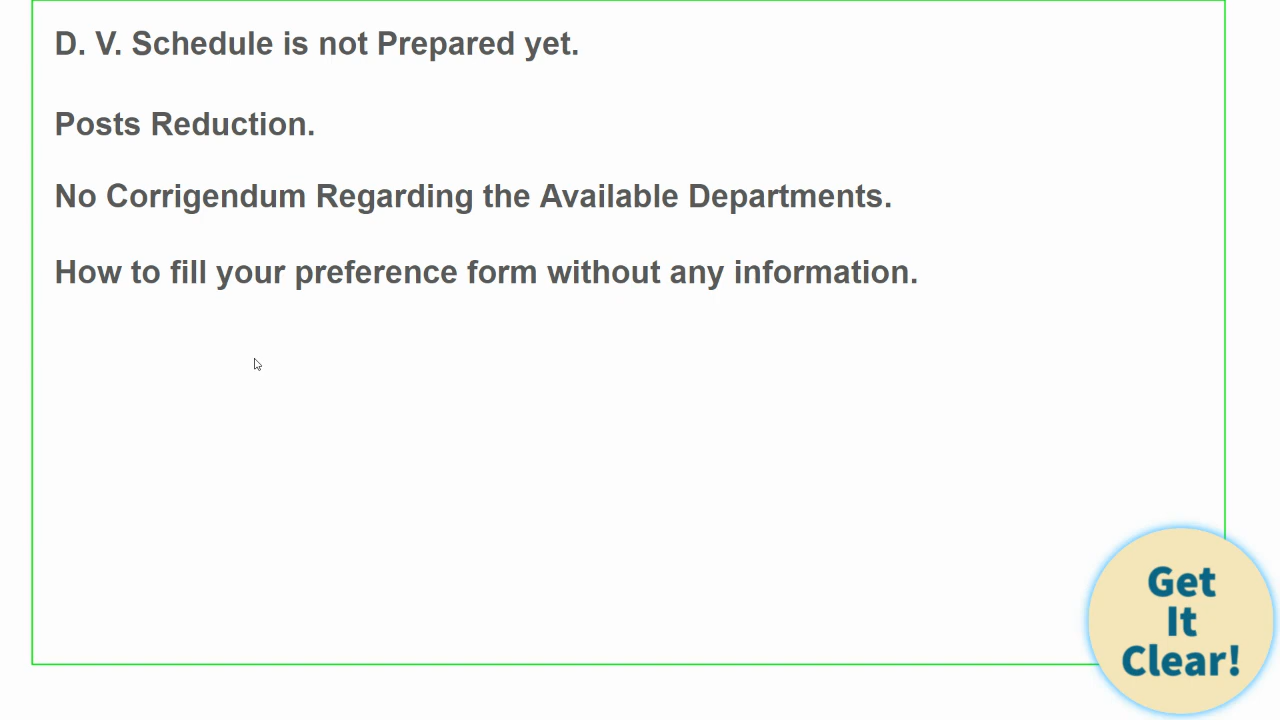 D. V. Schedule is not Prepared yet.
Posts Reduction.
No Corrigendum Regarding the Available Departments.
How to fill your preference form without any information.
Get
It
Clear!